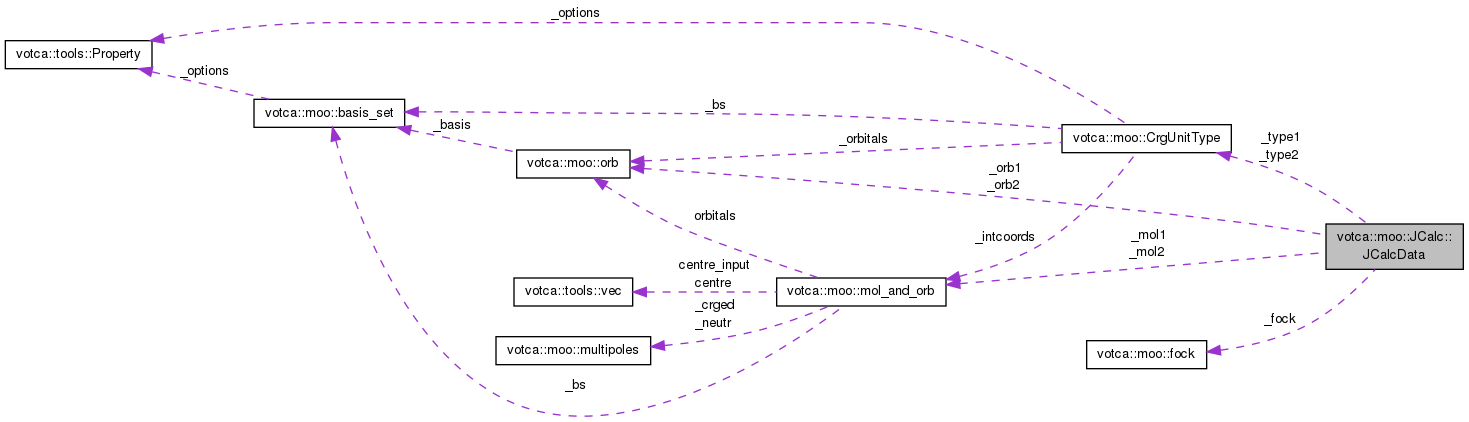 _options
votca::tools::Property
_options
votca::moo::basis_set
_bs
_basis
votca::moo::CrgUnitType
_orbitals
_type1
_type2
votca::moo::orb
_orb1
_orb2
orbitals
_intcoords
_mol1
_mol2
votca::moo::JCalc::
JCalcData
centre_input
centre
votca::tools::vec
votca::moo::mol_and_orb
_crged
_neutr
_fock
votca::moo::multipoles
votca::moo::fock
_bs